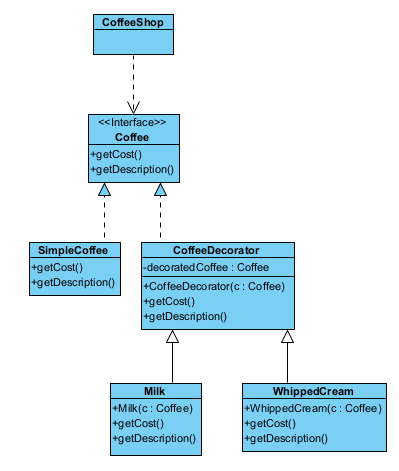 CoffeeShop
<<Interface>>
Coffee
+getCost()
+getDescription()
SimpleCoffee
+getCost()
+getDescription()
CoffeeDecorator
-decoratedCoffee : Coffee
+CoffeeDecorator(c : Coffee)
+getCost()
+getDescription()
Milk
+Milk(c : Coffee)
+getCost()
+getDescription()
WhippedCream
+WhippedCream(c : Coffee)
+getCost()
+getDescription()